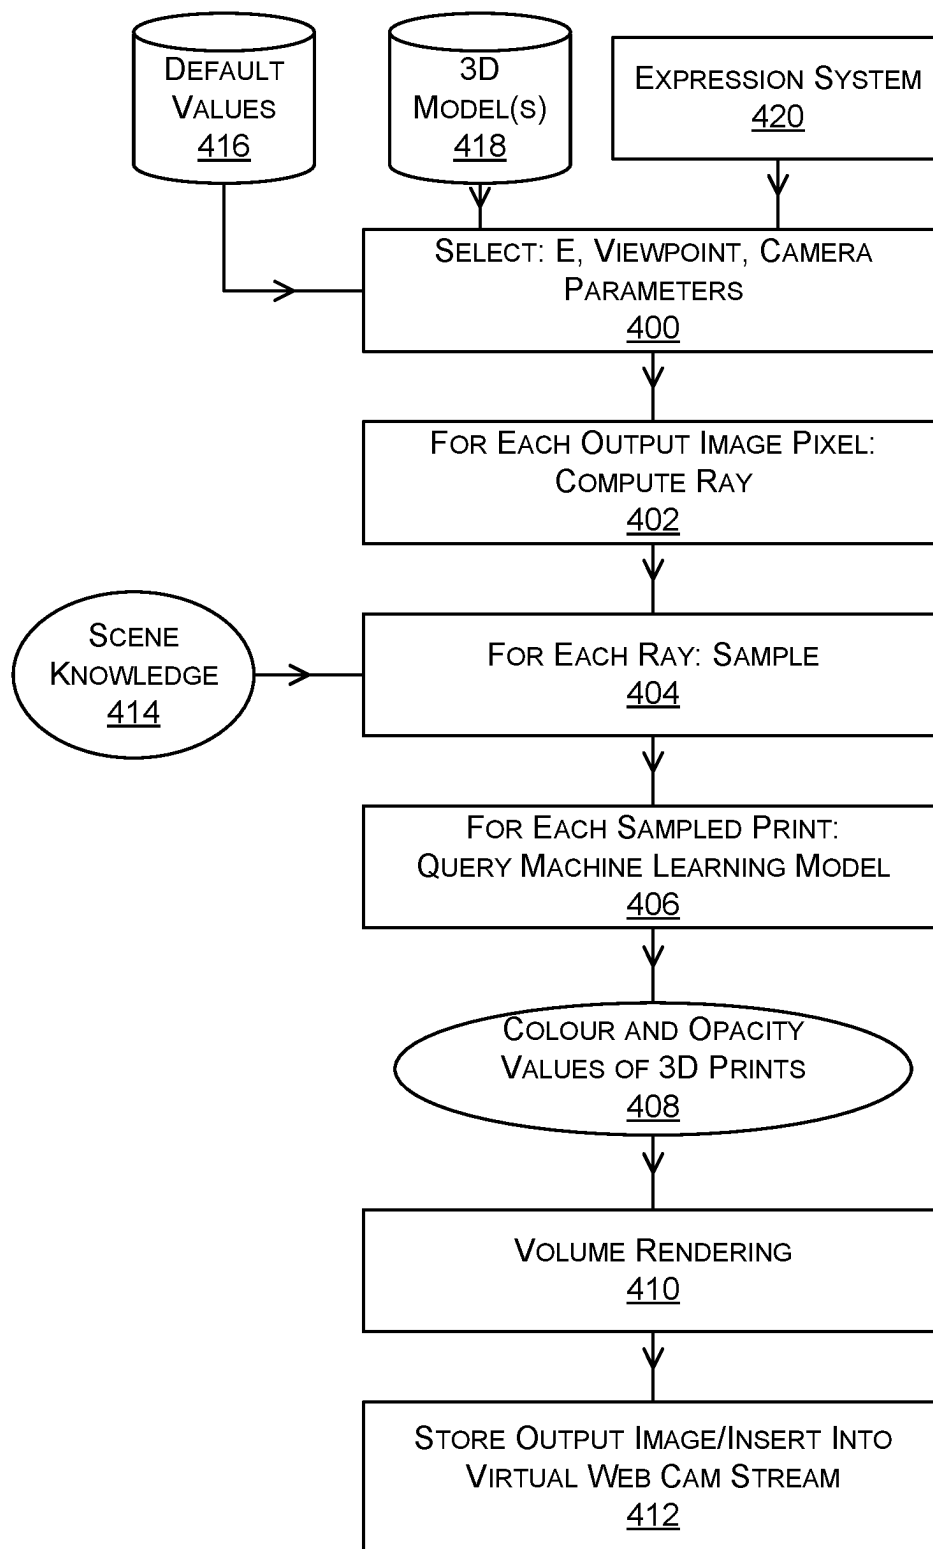 DEFAULT
VALUES
416
3D
MODEL(S)
418
EXPRESSION SYSTEM
420
SELECT: E, VIEWPOINT, CAMERA
PARAMETERS
400
FOR EACH OUTPUT IMAGE PIXEL:
COMPUTE RAY
402
SCENE
KNOWLEDGE
414
FOR EACH RAY: SAMPLE
404
FOR EACH SAMPLED PRINT:
QUERY MACHINE LEARNING MODEL
406
COLOUR AND OPACITY
VALUES OF 3D PRINTS
408
VOLUME RENDERING
410
STORE OUTPUT IMAGE/INSERT INTO
VIRTUAL WEB CAM STREAM
412